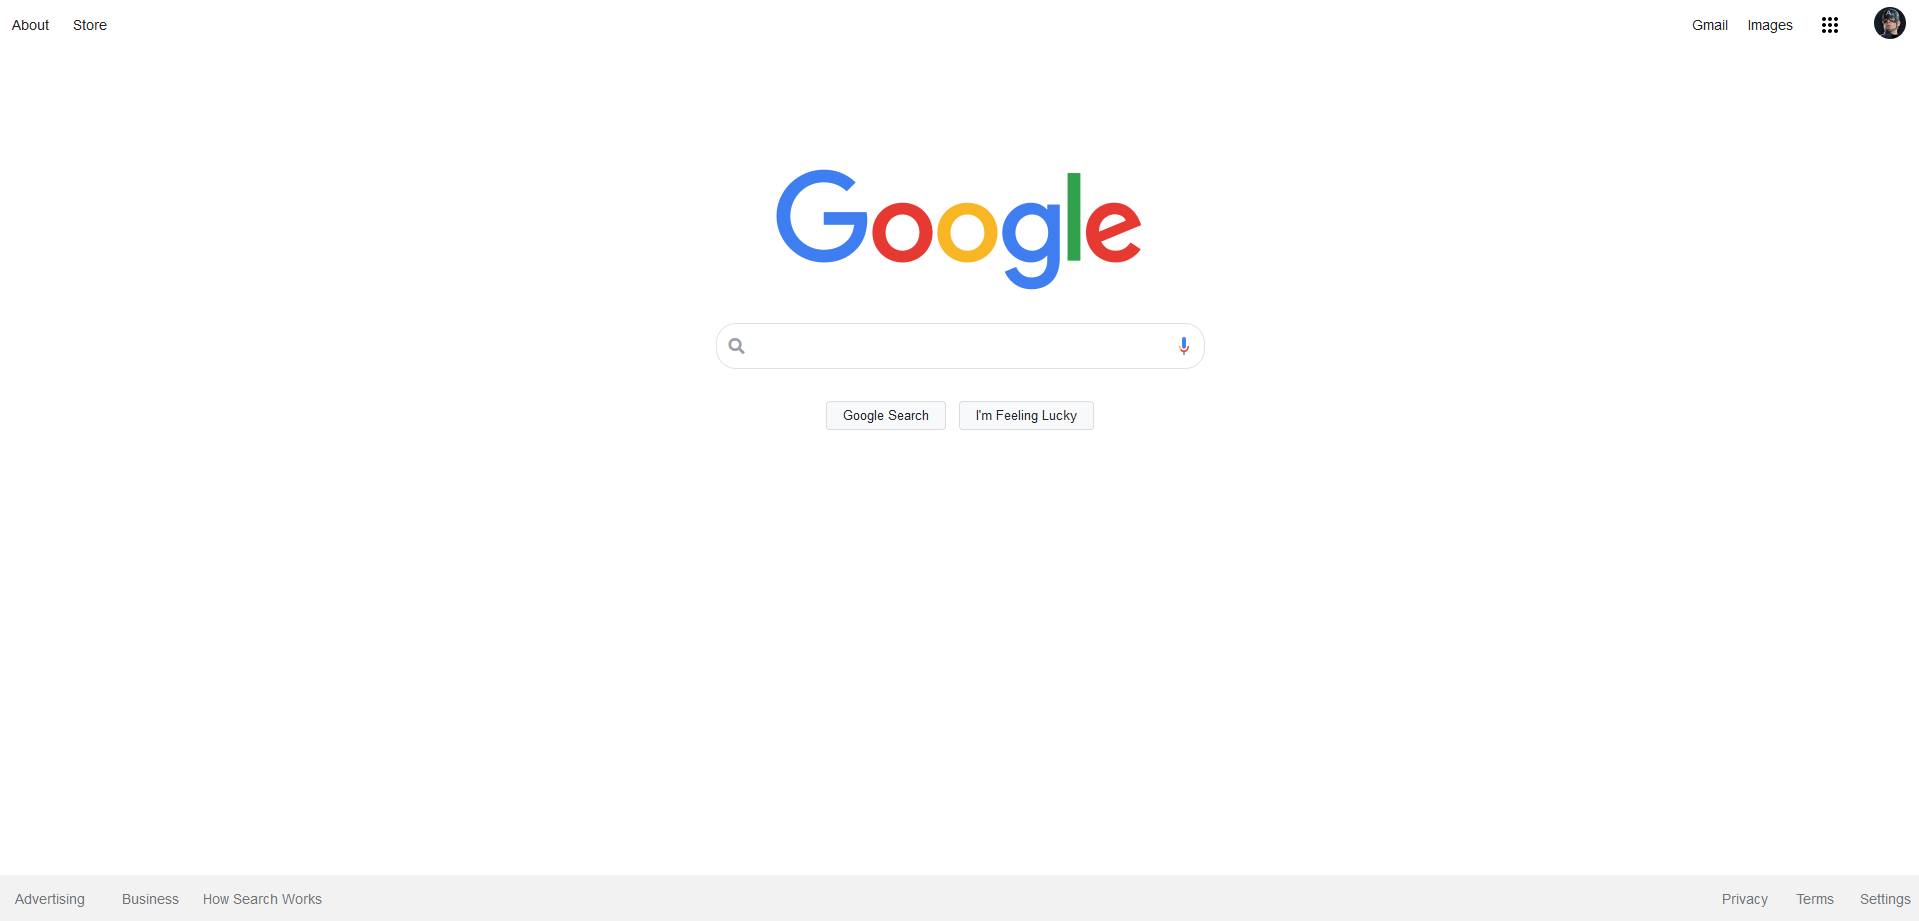 About Store Gmail Images
Google
Google Search I'm Feeling Lucky
Advertising Business How Search Works Privacy Terms Settings